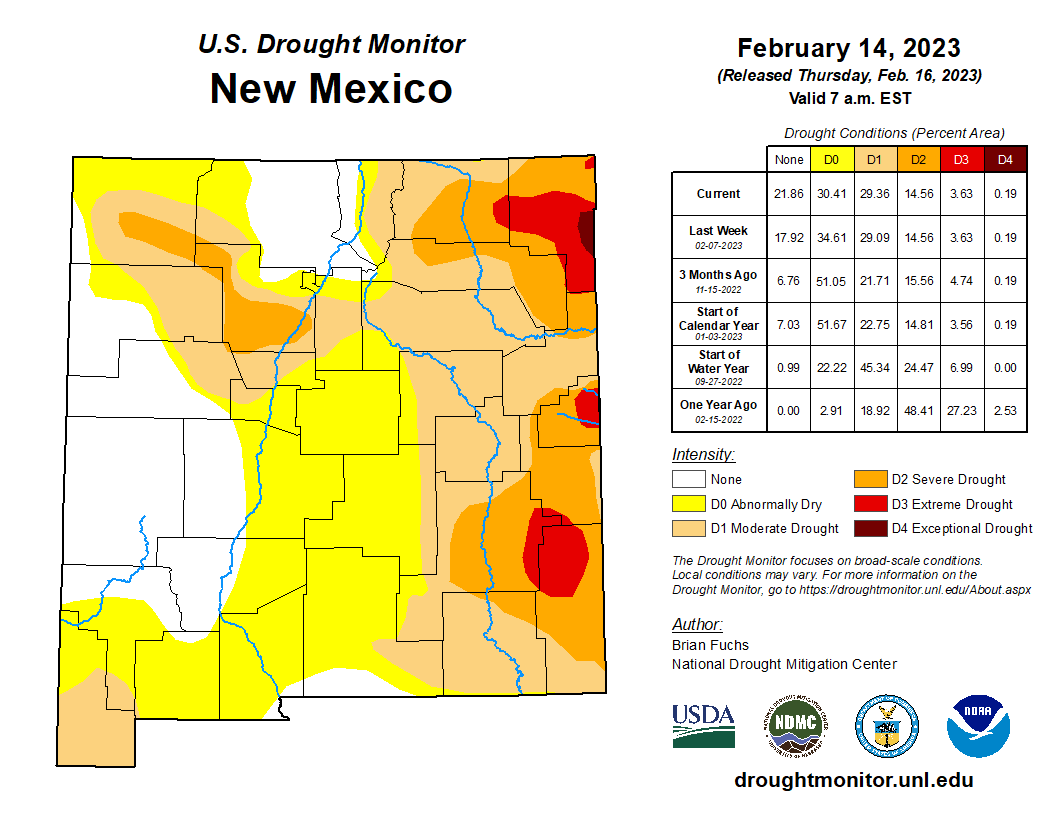 U.S. Drought Monitor
New Mexico
February 14, 2023
(Released Thursday, Feb. 16, 2023)
Valid 7 a.m. EST
Drought Conditions (Percent Area)
None D0 D1 D2 D3 D4
Current 21.86 30.41 29.36 14.56 3.63 0.19
Last Week
02-07-2023 17.92 34.61 29.09 14.56 3.63 0.19
3 Months Ago
11-15-2022 6.76 51.05 21.71 15.56 4.74 0.19
Start of
Calendar Year
01-03-2023 7.03 51.67 22.75 14.81 3.56 0.19
Start of
Water Year
09-27-2022 0.99 22.22 45.34 24.47 6.99 0.00
One Year Ago
02-15-2022 0.00 2.91 18.92 48.41 27.23 2.53
Intensity:
None
D0 Abnormally Dry
D1 Moderate Drought
D2 Severe Drought
D3 Extreme Drought
D4 Exceptional Drought
The Drought Monitor focuses on broad-scale conditions.
Local conditions may vary. For more information on the
Drought Monitor, go to https://droughtmonitor.unl.edu/About.aspx
Author:
Brian Fuchs
National Drought Mitigation Center
USDA
NDMC
NOAA
droughtmonitor.unl.edu